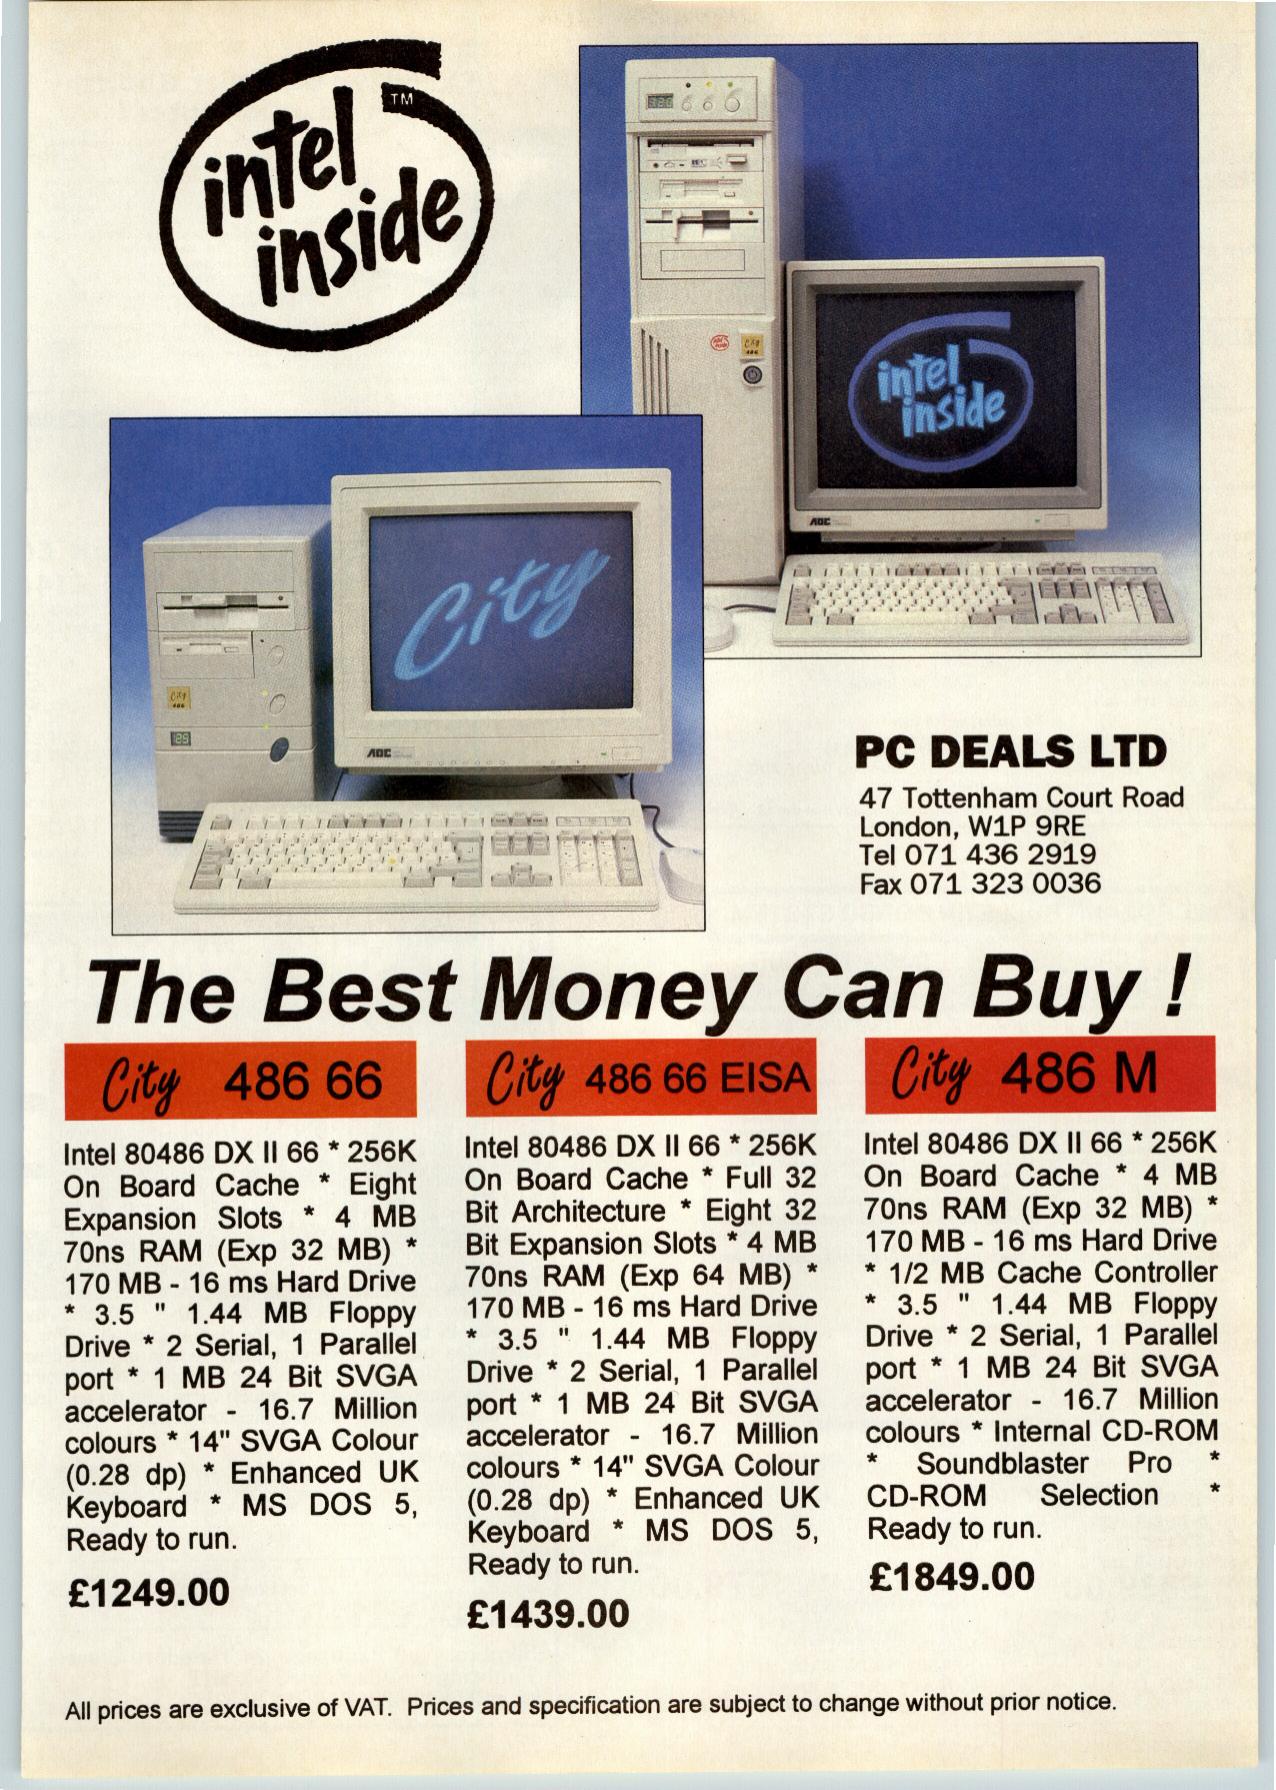 intel
inside
TM
320
City
486
intel
inside
AOC
City
City
486
25
AOC
PC DEALS LTD
47 Tottenham Court Road
London, W1P 9RE
Tel 071 436 2919
Fax 071 323 0036
The Best Money Can Buy !
City 486 66
Intel 80486 DX II 66 * 256K
On Board Cache * Eight
Expansion Slots * 4 MB
70ns RAM (Exp 32 MB) *
170 MB - 16 ms Hard Drive
* 3.5 " 1.44 MB Floppy
Drive * 2 Serial, 1 Parallel
port * 1 MB 24 Bit SVGA
accelerator - 16.7 Million
colours * 14" SVGA Colour
(0.28 dp) * Enhanced UK
Keyboard * MS DOS 5,
Ready to run.
£1249.00
City 486 66 EISA
Intel 80486 DX II 66 * 256K
On Board Cache * Full 32
Bit Architecture * Eight 32
Bit Expansion Slots * 4 MB
70ns RAM (Exp 64 MB) *
170 MB - 16 ms Hard Drive
* 3.5 " 1.44 MB Floppy
Drive * 2 Serial, 1 Parallel
port * 1 MB 24 Bit SVGA
accelerator - 16.7 Million
colours * 14" SVGA Colour
(0.28 dp) * Enhanced UK
Keyboard * MS DOS 5,
Ready to run.
£1439.00
City 486 M
Intel 80486 DX II 66 * 256K
On Board Cache * 4 MB
70ns RAM (Exp 32 MB) *
170 MB - 16 ms Hard Drive
* 1/2 MB Cache Controller
* 3.5 " 1.44 MB Floppy
Drive * 2 Serial, 1 Parallel
port * 1 MB 24 Bit SVGA
accelerator - 16.7 Million
colours * Internal CD-ROM
* Soundblaster Pro *
CD-ROM Selection *
Ready to run.
£1849.00
All prices are exclusive of VAT. Prices and specification are subject to change without prior notice.